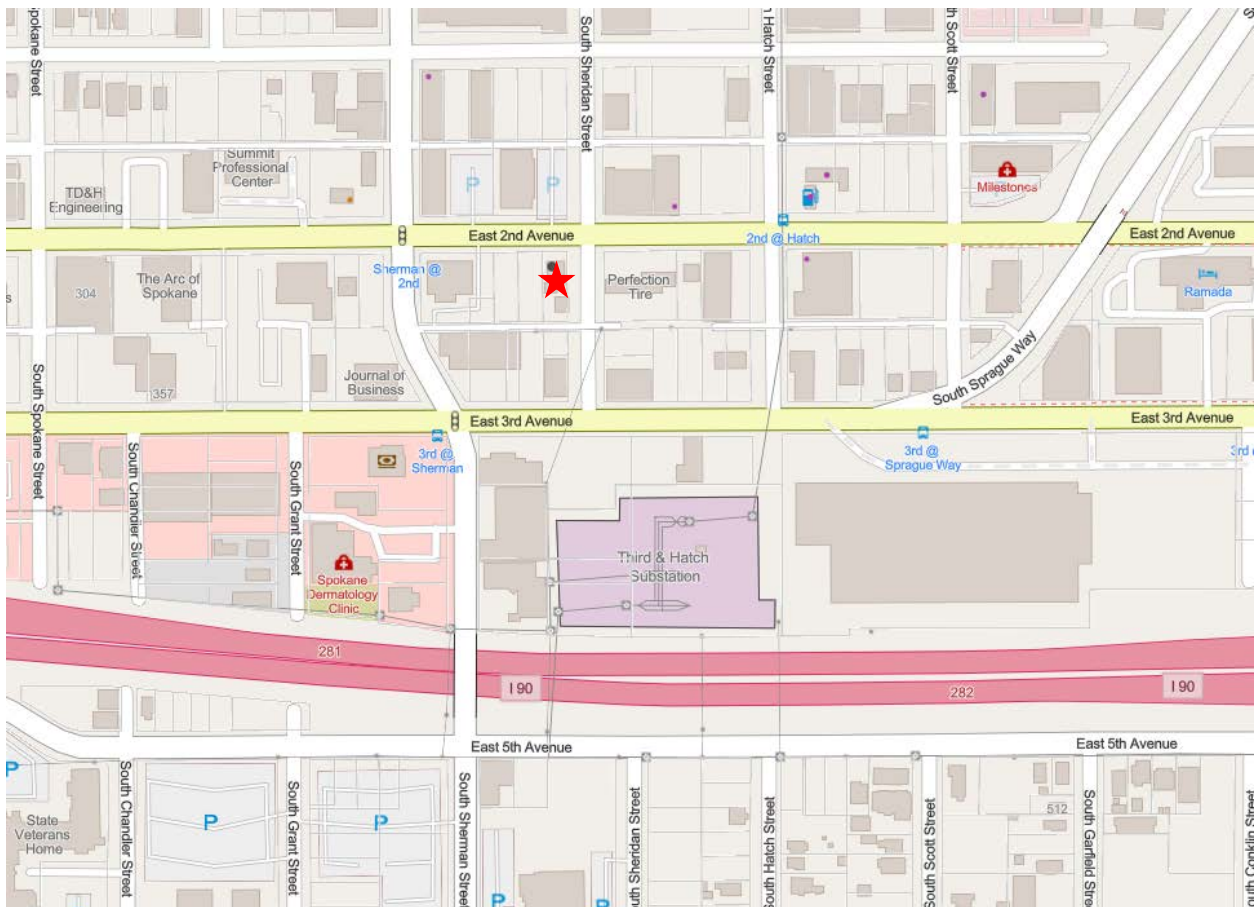 South Spokane Street
South Sheridan Street
South Hatch Street
South Scott Street
Summit
Professional
Center
TD&H
Engineering
P
P
Milestones
East 2nd Avenue
2nd @ Hatch
East 2nd Avenue
Sherman @
2nd
The Arc of
Spokane
304
Perfection
Tire
Ramada
South Sprague Way
Journal of
Business
357
South Spokane Street
East 3rd Avenue
East 3rd Avenue
3rd @
Sherman
3rd @
Sprague Way
South Chandler Street
South Grant Street
Third & Hatch
Substation
Spokane
Dermatology
Clinic
281
I 90
282
I 90
East 5th Avenue
East 5th Avenue
P
South Chandler Street
P
South Grant Street
P
South Sherman Street
South Sheridan Street
South Hatch Street
South Scott Street
512
South Garfield Stree
outh Conklin Street
State
Veterans
Home
P
P